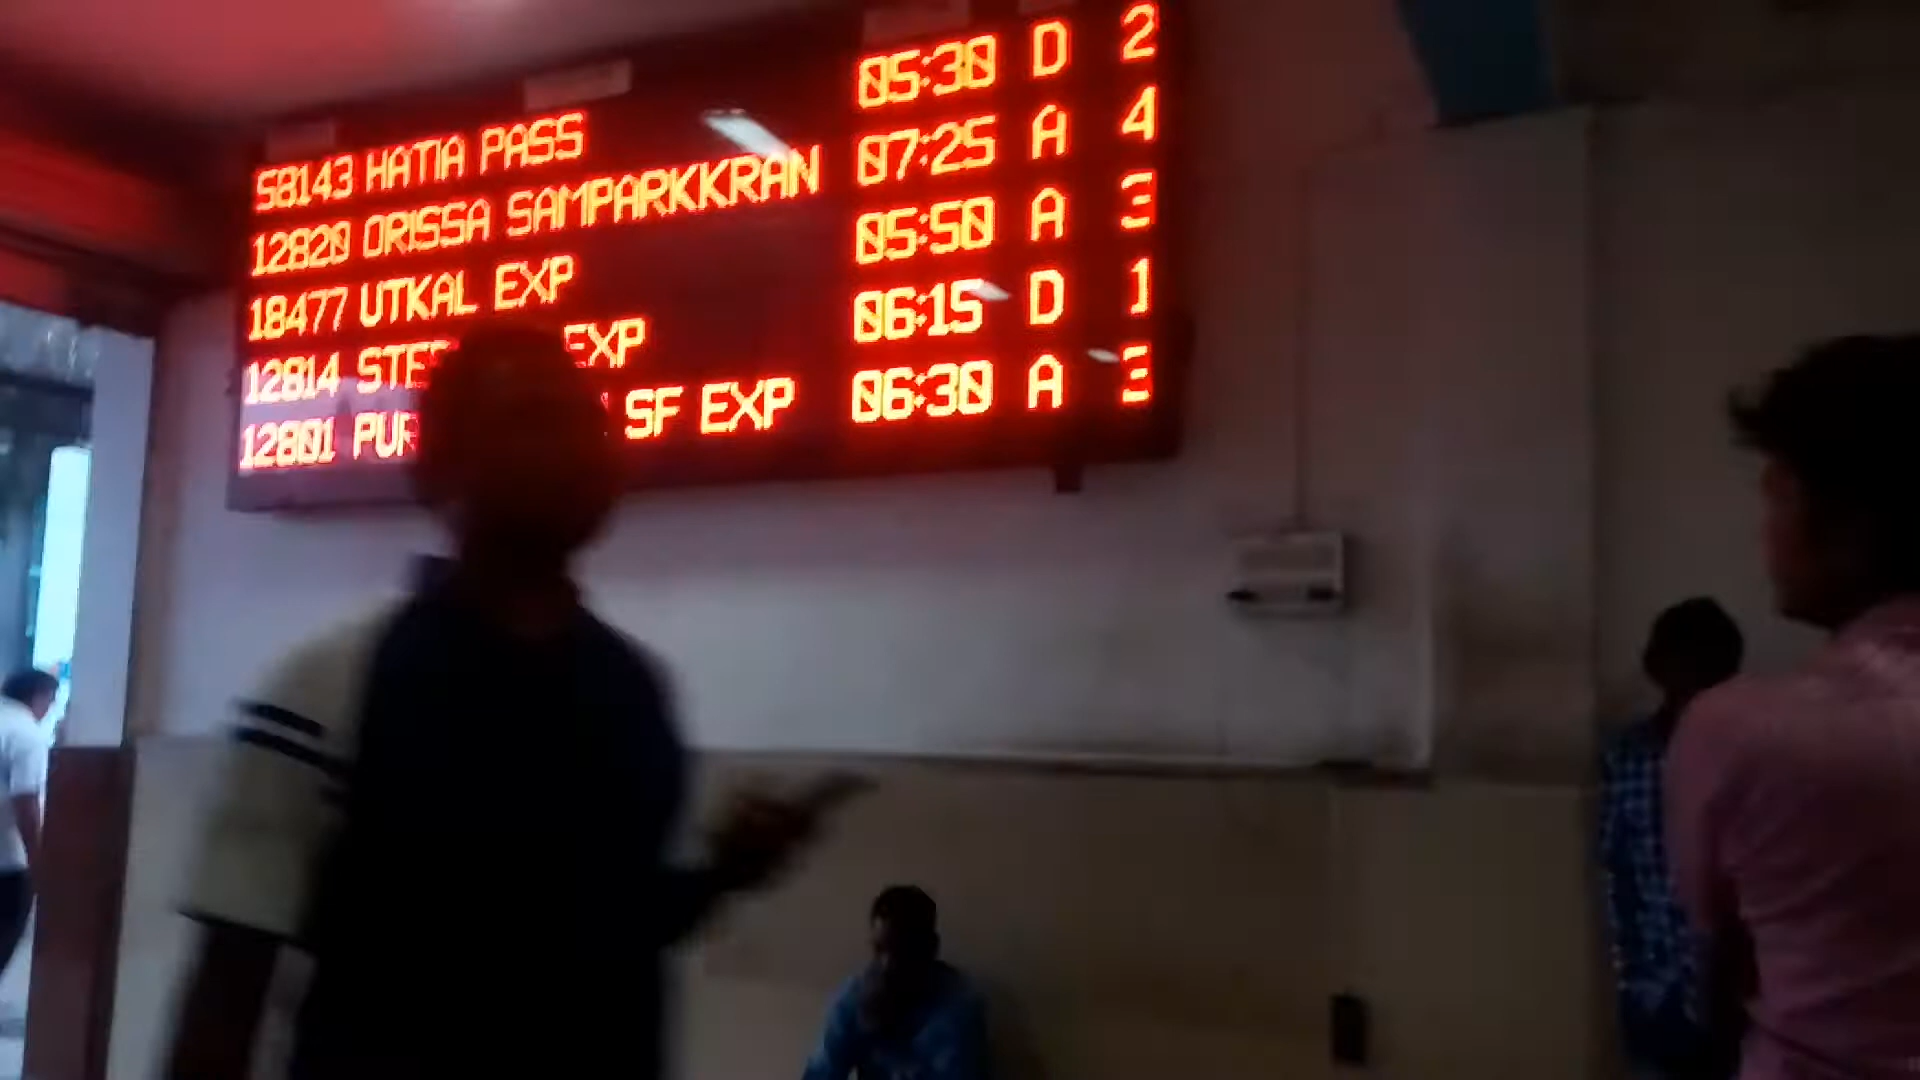 58143 HATIA PASS 05:30 D 2
12820 ORISSA SAMPARKKRAN 07:25 A 4
18477 UTKAL EXP 05:50 A 3
12814 EXP 06:15 D 1
12801 SF EXP 06:30 A 3